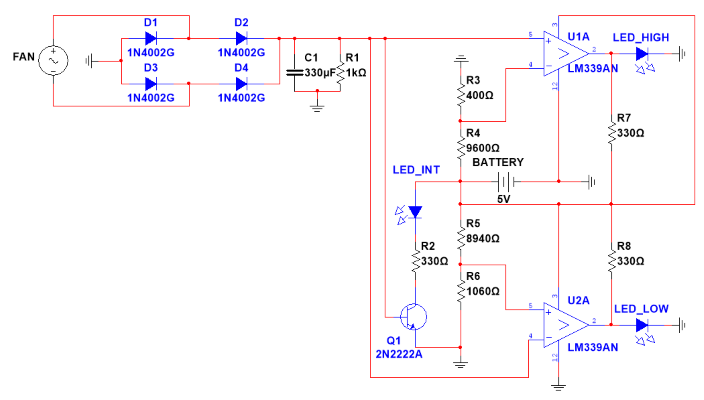 D1
D2
U1A
LED_HIGH
FAN
1N4002G
1N4002G
C1
330µF
R1
1kΩ
LM339AN
D3
D4
1N4002G
1N4002G
R3
400Ω
R7
330Ω
R4
9600Ω
BATTERY
5V
LED_INT
R5
8940Ω
R2
330Ω
R8
330Ω
R6
1060Ω
U2A
LED_LOW
Q1
2N2222A
LM339AN
3
5
4
2
12
3
5
4
2
12